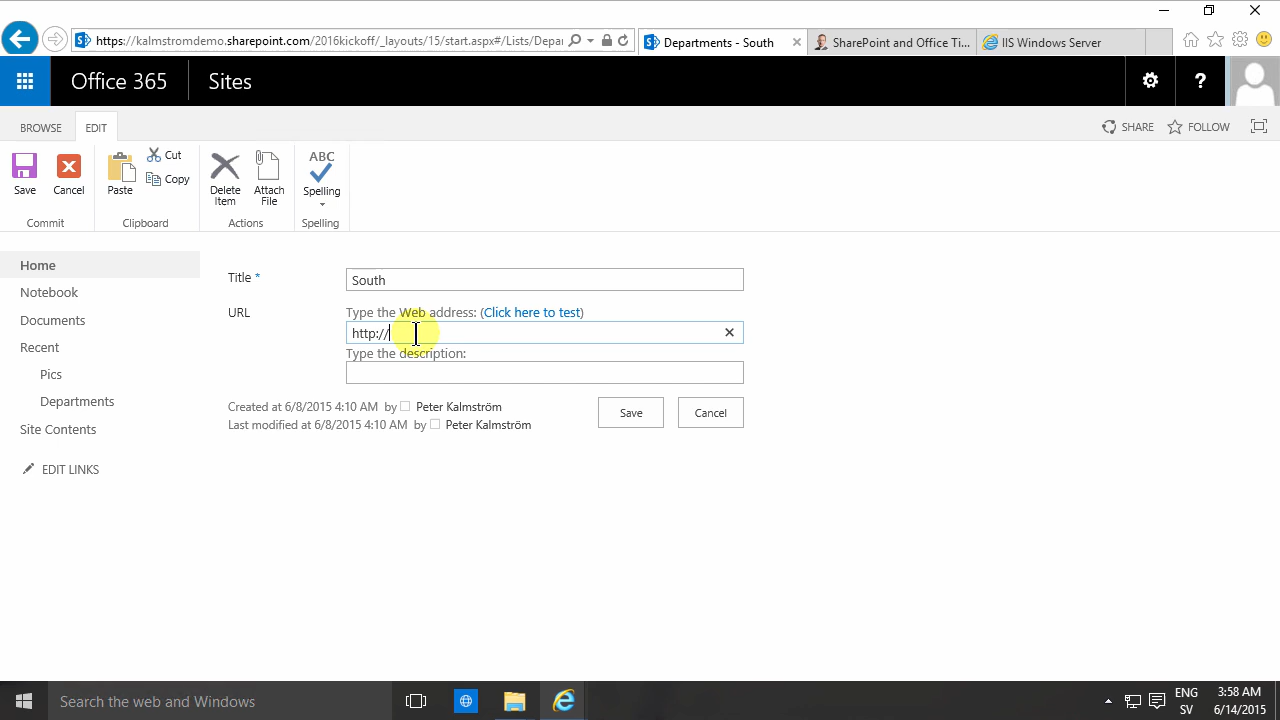 https://kalmstromdemo.sharepoint.com/2016kickoff/_layouts/15/start.aspx#/Lists/Depar
Departments - South
SharePoint and Office Ti...
IIS Windows Server
Office 365
Sites
?
BROWSE
EDIT
SHARE
FOLLOW
Save
Cancel
Paste
Cut
Copy
Delete Item
Attach File
ABC
Spelling
Commit
Clipboard
Actions
Spelling
Home
Notebook
Documents
Recent
Pics
Departments
Site Contents
EDIT LINKS
Title *
South
URL
Type the Web address: (Click here to test)
http://
Type the description:
Created at 6/8/2015 4:10 AM by Peter Kalmström
Last modified at 6/8/2015 4:10 AM by Peter Kalmström
Save
Cancel
Search the web and Windows
ENG
SV
3:58 AM
6/14/2015